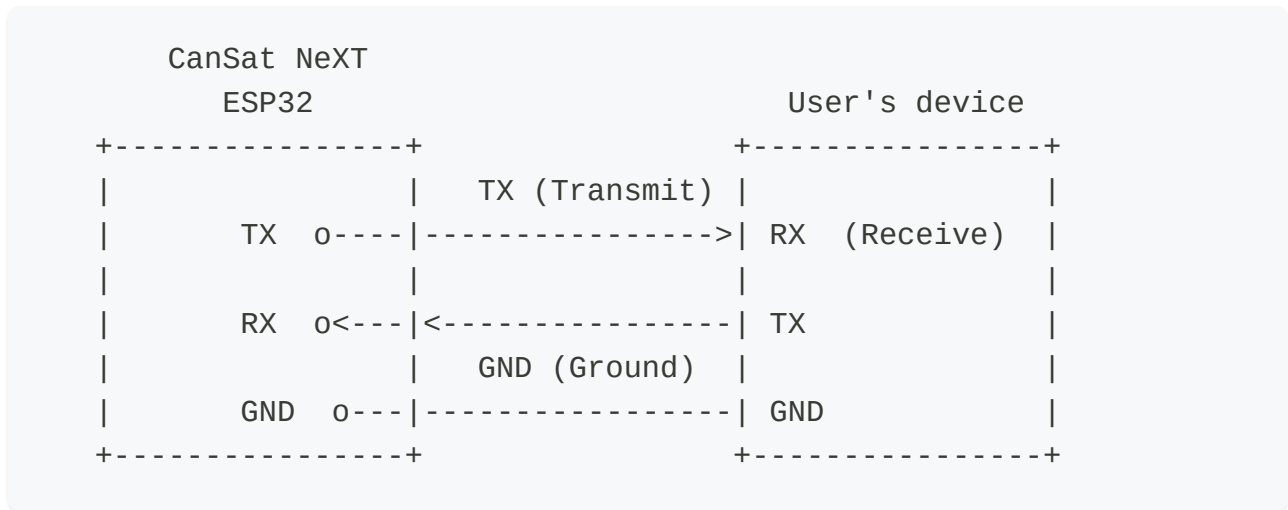 CanSat NeXT
ESP32 User's device
+----------------+ +----------------+
| | TX (Transmit) | |
| TX o----|---------------->| RX (Receive) |
| | | |
| RX o<---|<----------------| TX |
| | GND (Ground) | |
| GND o---|-----------------| GND |
+----------------+ +----------------+